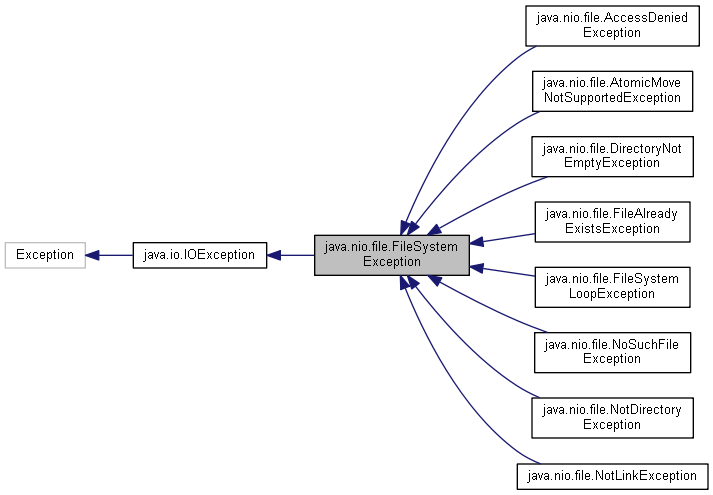 java.nio.file.AccessDenied
Exception
java.nio.file.AtomicMove
NotSupportedException
java.nio.file.DirectoryNot
EmptyException
java.nio.file.FileAlready
ExistsException
Exception
java.io.IOException
java.nio.file.FileSystem
Exception
java.nio.file.FileSystem
LoopException
java.nio.file.NoSuchFile
Exception
java.nio.file.NotDirectory
Exception
java.nio.file.NotLinkException